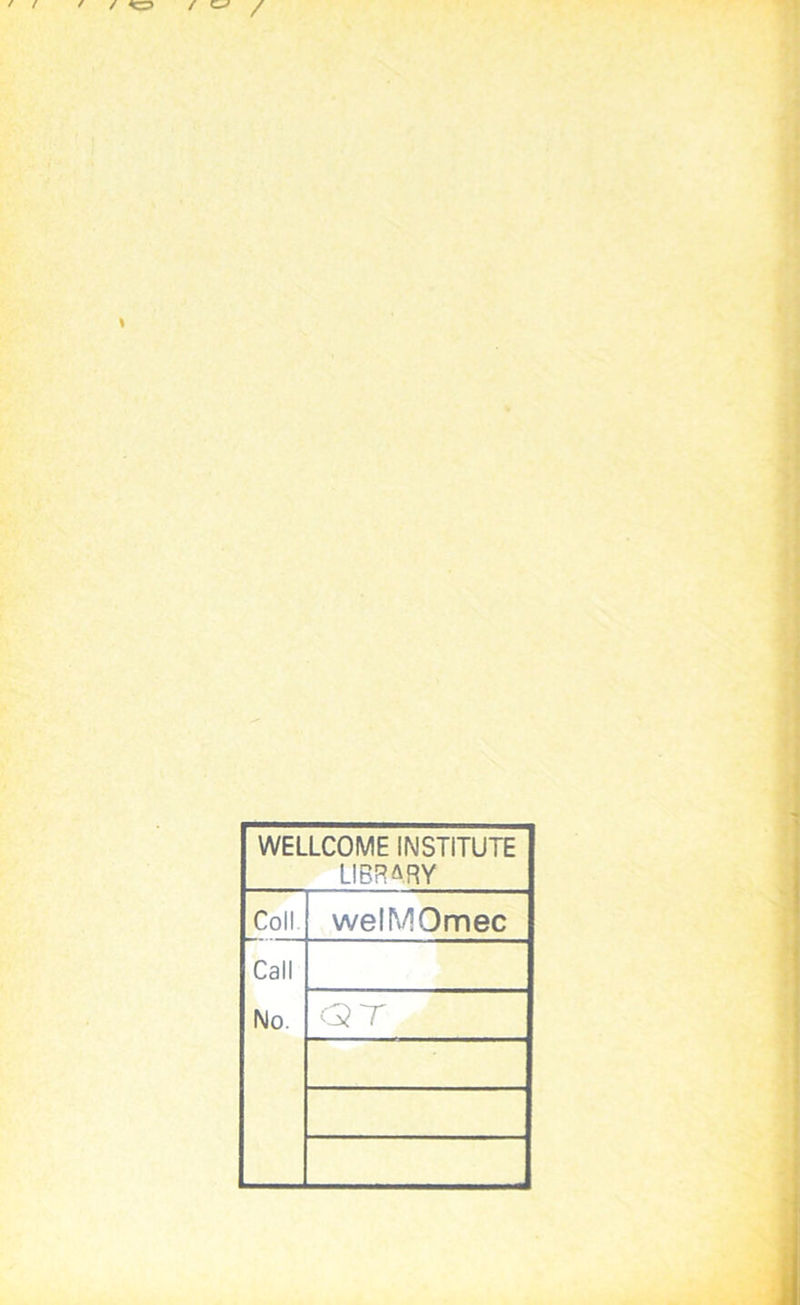 WELLCOME INSTITUTE
LIBRARY
Coll. welMOmec
Call
No. QT